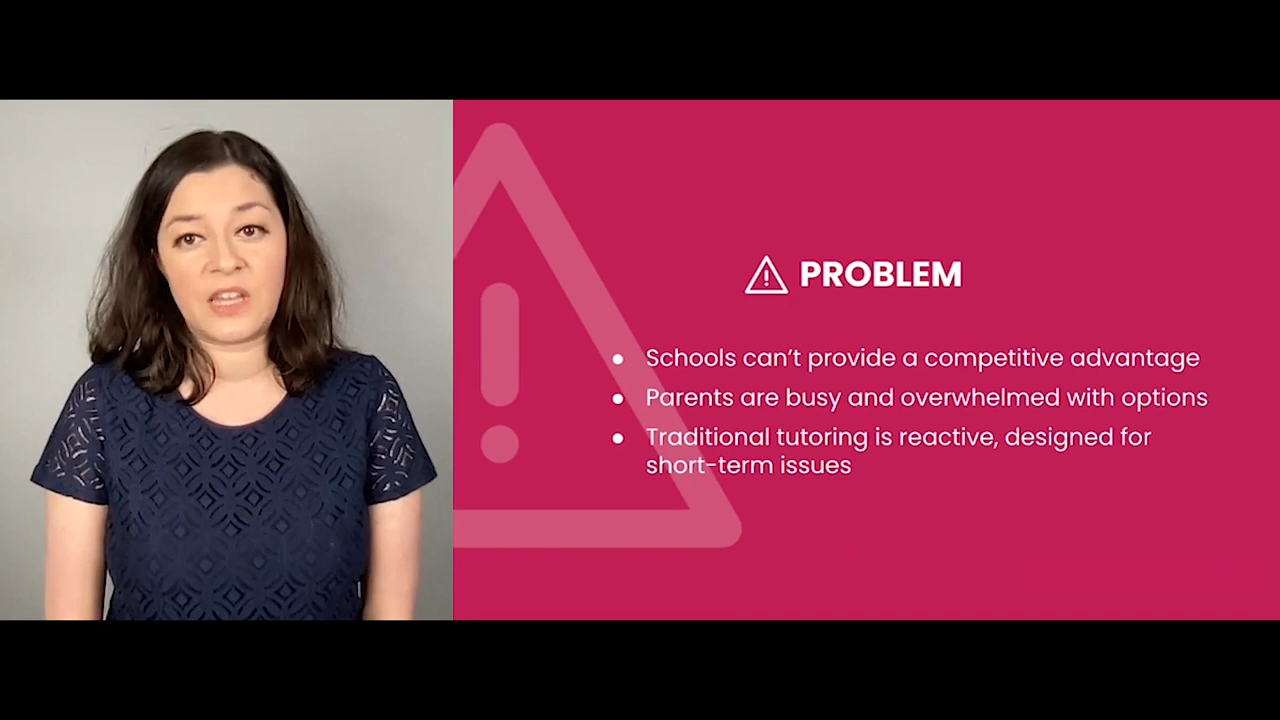 PROBLEM
● Schools can’t provide a competitive advantage
● Parents are busy and overwhelmed with options
● Traditional tutoring is reactive, designed for
short-term issues